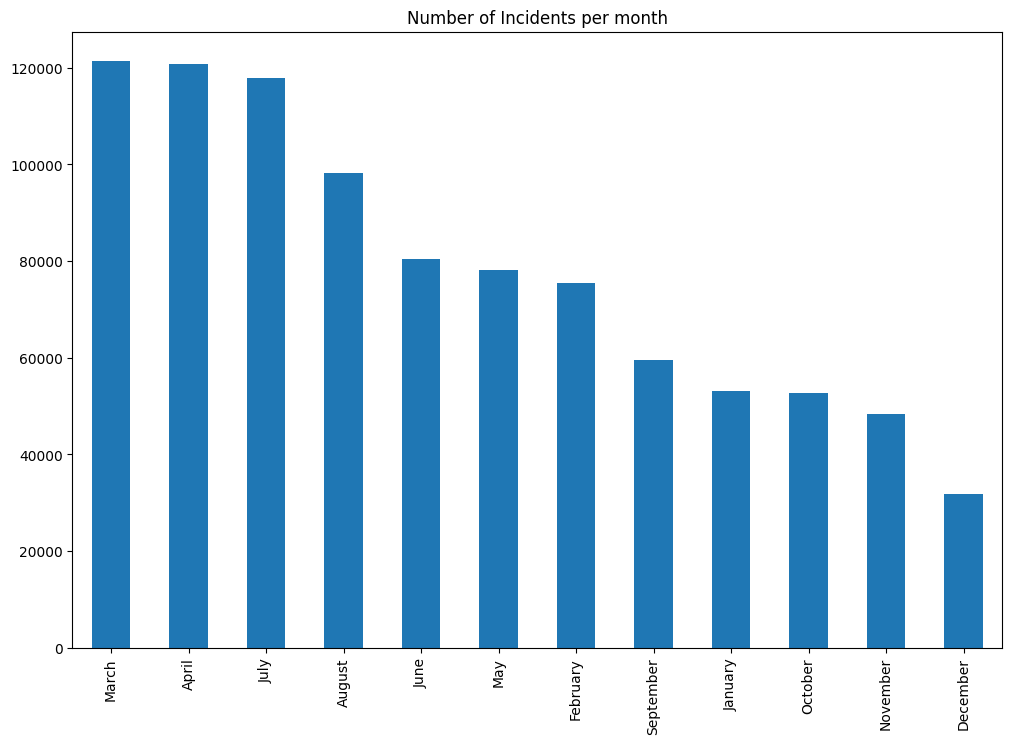 Number of Incidents per month
120000
100000
80000
60000
40000
20000
0
March
April
July
August
June
May
February
September
January
October
November
December